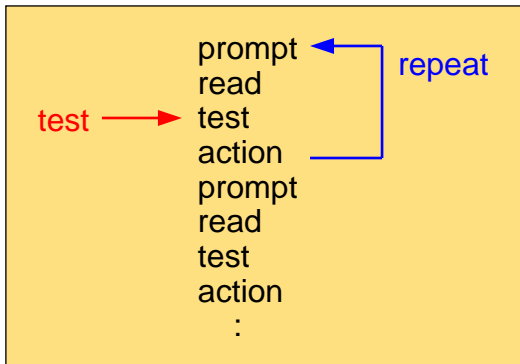 prompt
repeat
read
test
test
action
prompt
read
test
action
: